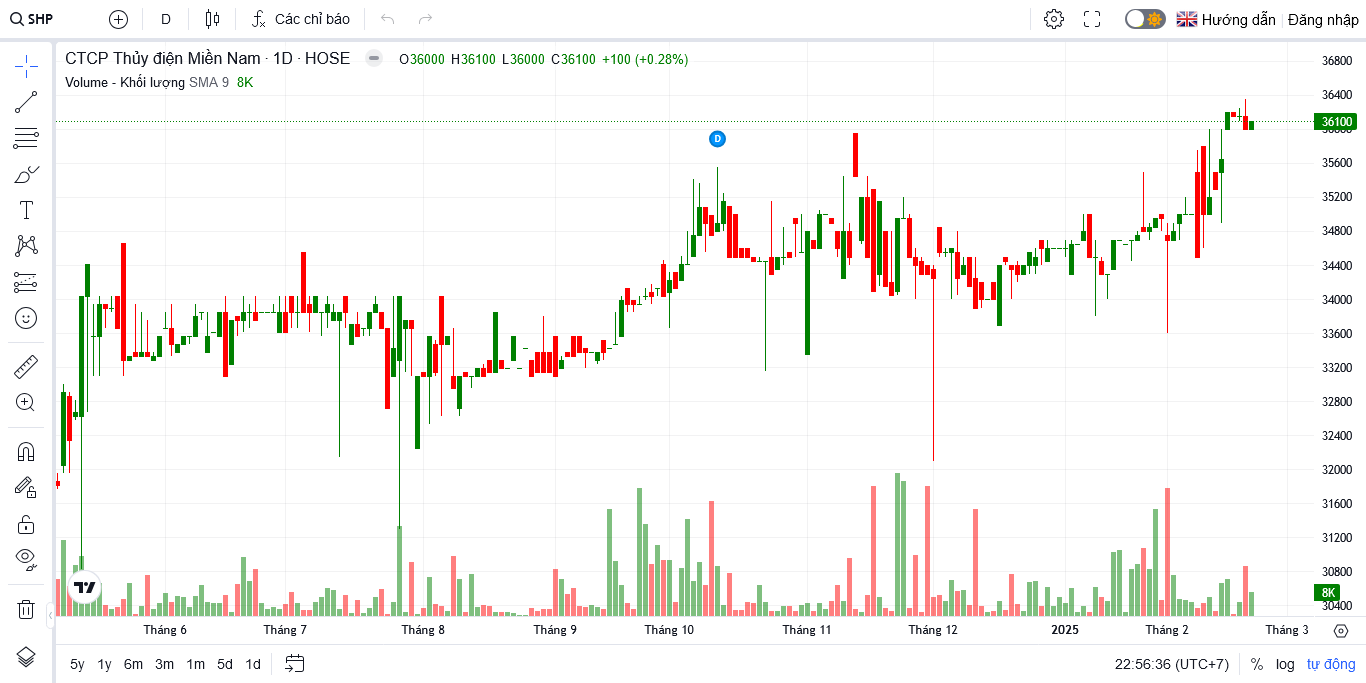 SHP D Các chỉ báo Hướng dẫn Đăng nhập
CTCP Thủy điện Miền Nam · 1D · HOSE O36000 H36100 L36000 C36100 +100 (+0.28%)
Volume - Khối lượng SMA 9 8K
D
36800
36400
36100
36000
35600
35200
34800
34400
34000
33600
33200
32800
32400
32000
31600
31200
30800
8K
30400
Tháng 6 Tháng 7 Tháng 8 Tháng 9 Tháng 10 Tháng 11 Tháng 12 2025 Tháng 2 Tháng 3
5y 1y 6m 3m 1m 5d 1d 22:56:36 (UTC+7) % log tự động